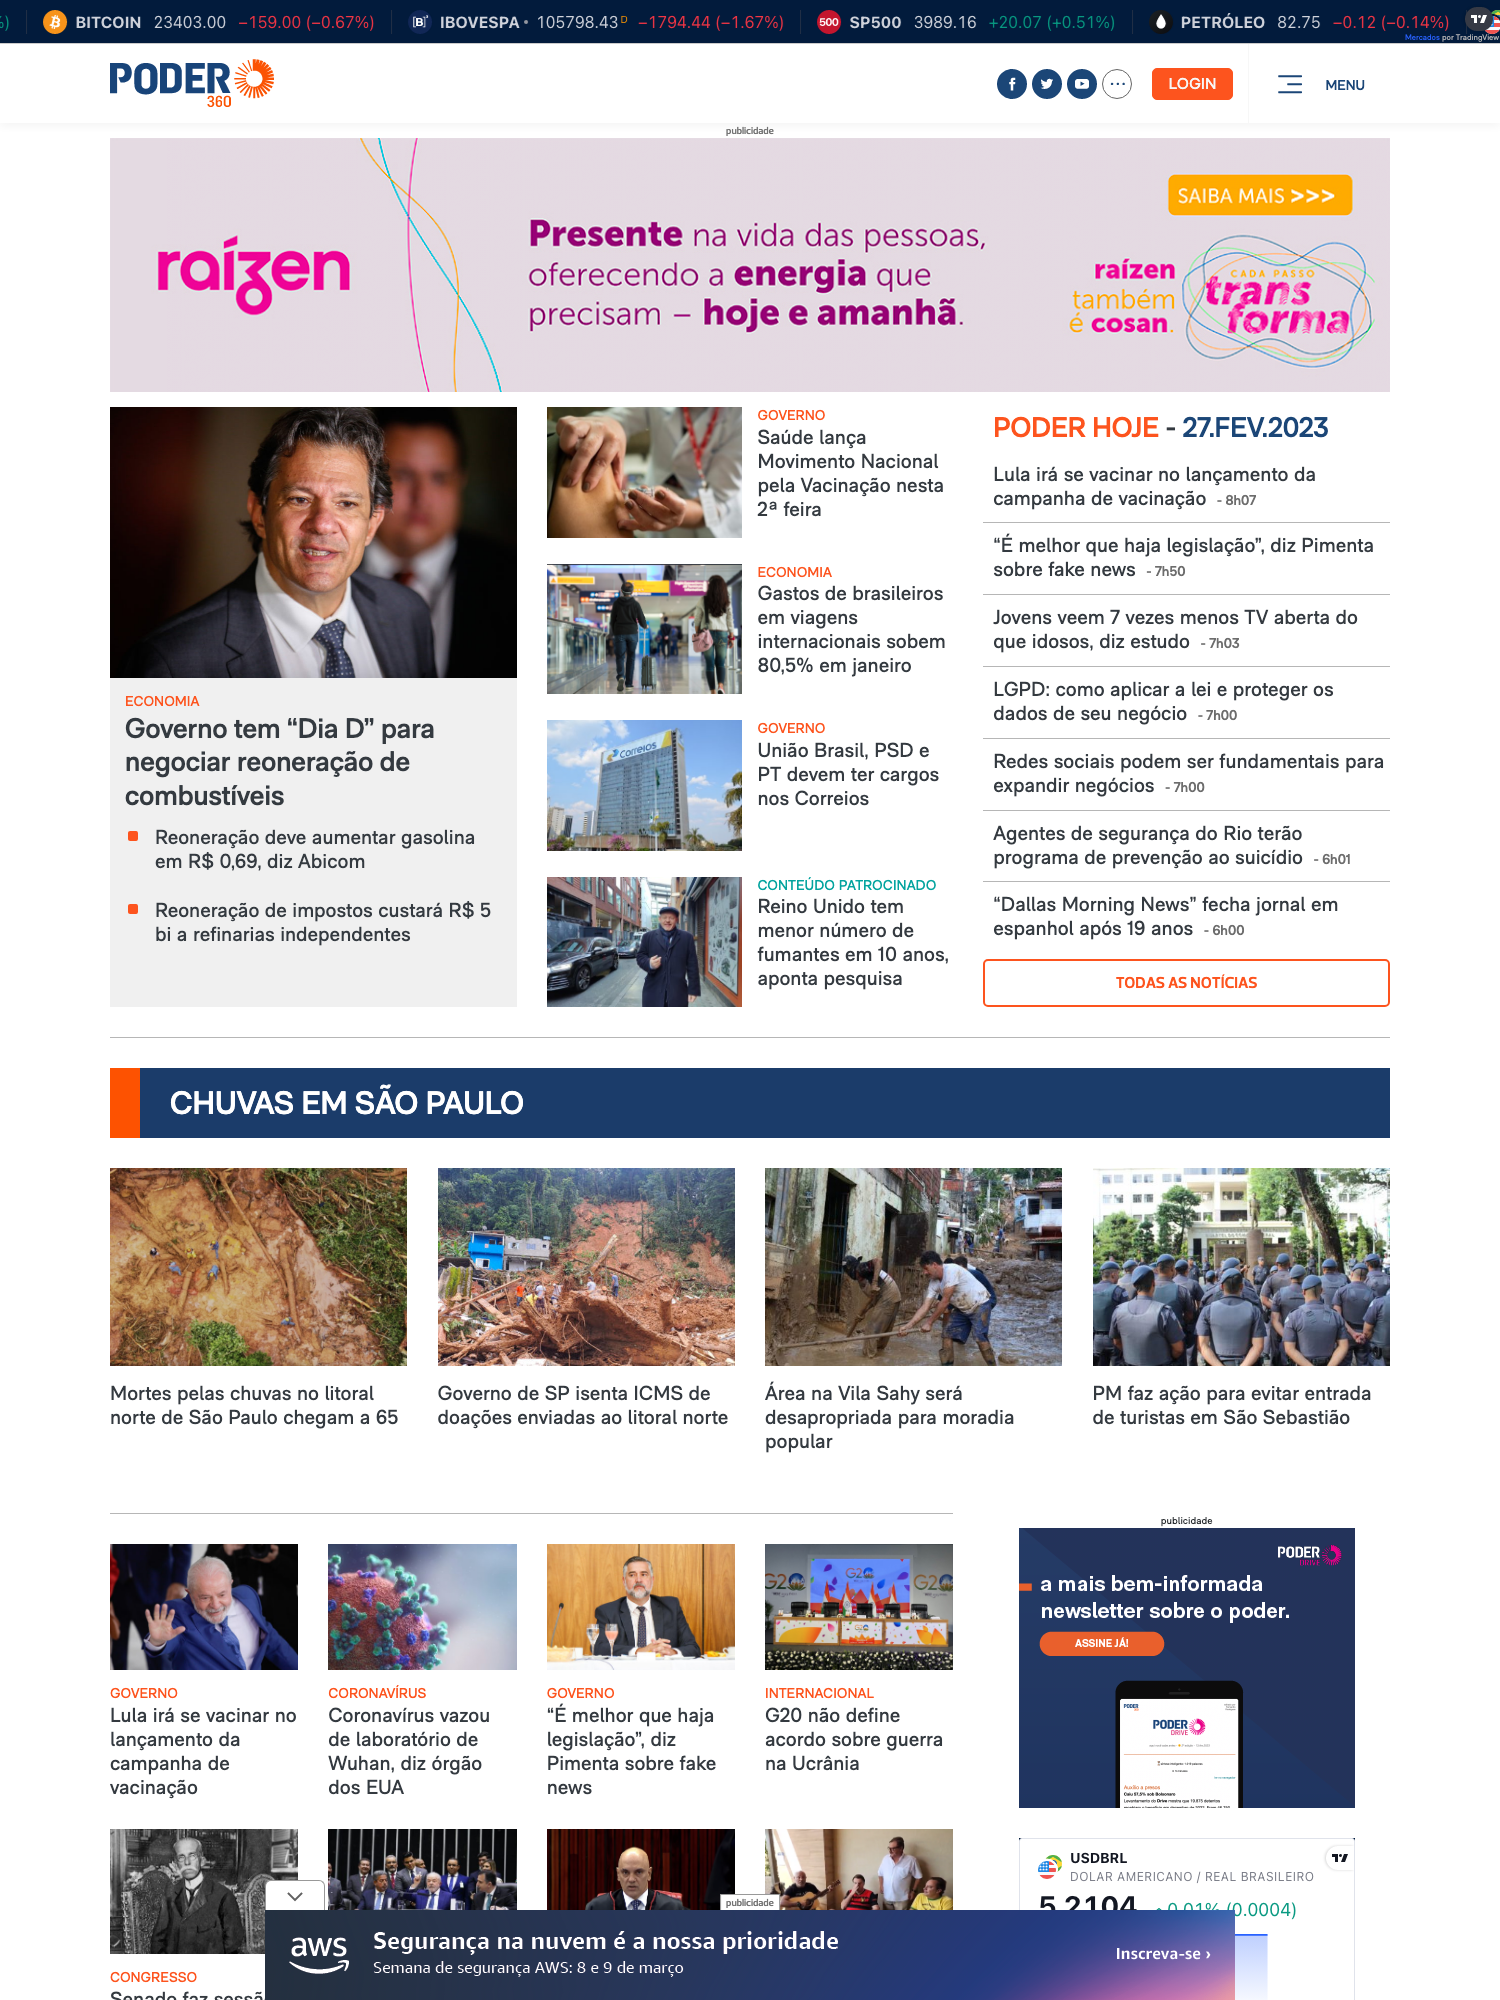 BITCOIN 23403.00 −159.00 (−0.67%)
IBOVESPA 105798.43 D −1794.44 (−1.67%)
500 SP500 3989.16 +20.07 (+0.51%)
PETRÓLEO 82.75 −0.12 (−0.14%)
Mercados por TradingView
PODER
360
LOGIN
MENU
publicidade
raízen
Presente na vida das pessoas,
oferecendo a energia que
precisam – hoje e amanhã.
SAIBA MAIS >>>
raízen
também
é cosan.
CADA PASSO
trans
forma
ECONOMIA
Governo tem “Dia D” para
negociar reoneração de
combustíveis
Reoneração deve aumentar gasolina
em R$ 0,69, diz Abicom
Reoneração de impostos custará R$ 5
bi a refinarias independentes
GOVERNO
Saúde lança
Movimento Nacional
pela Vacinação nesta
2ª feira
ECONOMIA
Gastos de brasileiros
em viagens
internacionais sobem
80,5% em janeiro
Correios
GOVERNO
União Brasil, PSD e
PT devem ter cargos
nos Correios
CONTEÚDO PATROCINADO
Reino Unido tem
menor número de
fumantes em 10 anos,
aponta pesquisa
PODER HOJE - 27.FEV.2023
Lula irá se vacinar no lançamento da
campanha de vacinação - 8h07
“É melhor que haja legislação”, diz Pimenta
sobre fake news - 7h50
Jovens veem 7 vezes menos TV aberta do
que idosos, diz estudo - 7h03
LGPD: como aplicar a lei e proteger os
dados de seu negócio - 7h00
Redes sociais podem ser fundamentais para
expandir negócios - 7h00
Agentes de segurança do Rio terão
programa de prevenção ao suicídio - 6h01
“Dallas Morning News” fecha jornal em
espanhol após 19 anos - 6h00
TODAS AS NOTÍCIAS
CHUVAS EM SÃO PAULO
Mortes pelas chuvas no litoral
norte de São Paulo chegam a 65
Governo de SP isenta ICMS de
doações enviadas ao litoral norte
Área na Vila Sahy será
desapropriada para moradia
popular
PM faz ação para evitar entrada
de turistas em São Sebastião
GOVERNO
Lula irá se vacinar no
lançamento da
campanha de
vacinação
CORONAVÍRUS
Coronavírus vazou
de laboratório de
Wuhan, diz órgão
dos EUA
GOVERNO
“É melhor que haja
legislação”, diz
Pimenta sobre fake
news
G20 G20 G20
INTERNACIONAL
G20 não define
acordo sobre guerra
na Ucrânia
publicidade
PODER
DRIVE
a mais bem-informada
newsletter sobre o poder.
ASSINE JÁ!
PODER
DRIVE
Auxílio a presos
USDBRL
DOLAR AMERICANO / REAL BRASILEIRO
5.2104 0.01% (0.0004)
CONGRESSO
Senado faz sessã
publicidade
aws
Segurança na nuvem é a nossa prioridade
Semana de segurança AWS: 8 e 9 de março
Inscreva-se ›